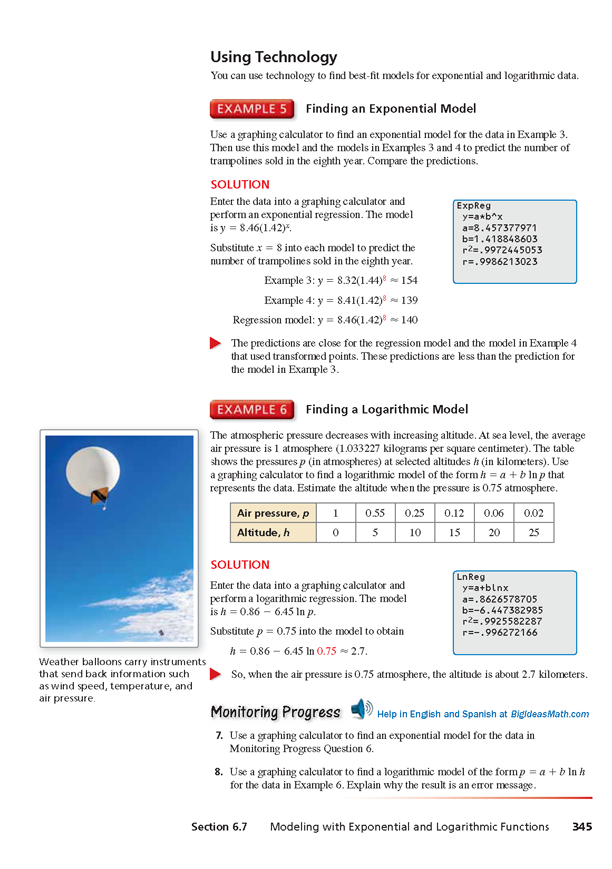 Using Technology
You can use technology to find best-fit models for exponential and logarithmic data.
EXAMPLE 5 Finding an Exponential Model
Use a graphing calculator to find an exponential model for the data in Example 3.
Then use this model and the models in Examples 3 and 4 to predict the number of
trampolines sold in the eighth year. Compare the predictions.
SOLUTION
Enter the data into a graphing calculator and
perform an exponential regression. The model
is y = 8.46(1.42)ˣ.
Substitute x = 8 into each model to predict the
number of trampolines sold in the eighth year.
Example 3: y = 8.32(1.44)⁸ ≈ 154
Example 4: y = 8.41(1.42)⁸ ≈ 139
Regression model: y = 8.46(1.42)⁸ ≈ 140
ExpReg
y=a*b^x
a=8.457377971
b=1.418848603
r²=.9972445053
r=.9986213023
The predictions are close for the regression model and the model in Example 4
that used transformed points. These predictions are less than the prediction for
the model in Example 3.
EXAMPLE 6 Finding a Logarithmic Model
The atmospheric pressure decreases with increasing altitude. At sea level, the average
air pressure is 1 atmosphere (1.033227 kilograms per square centimeter). The table
shows the pressures p (in atmospheres) at selected altitudes h (in kilometers). Use
a graphing calculator to find a logarithmic model of the form h = a + b ln p that
represents the data. Estimate the altitude when the pressure is 0.75 atmosphere.
Air pressure, p 1 0.55 0.25 0.12 0.06 0.02
Altitude, h 0 5 10 15 20 25
SOLUTION
Enter the data into a graphing calculator and
perform a logarithmic regression. The model
is h = 0.86 − 6.45 ln p.
Substitute p = 0.75 into the model to obtain
h = 0.86 − 6.45 ln 0.75 ≈ 2.7.
LnReg
y=a+blnx
a=.8626578705
b=-6.447382985
r²=.9925582287
r=-.996272166
So, when the air pressure is 0.75 atmosphere, the altitude is about 2.7 kilometers.
Weather balloons carry instruments
that send back information such
as wind speed, temperature, and
air pressure.
Monitoring Progress Help in English and Spanish at BigIdeasMath.com
7. Use a graphing calculator to find an exponential model for the data in
Monitoring Progress Question 6.
8. Use a graphing calculator to find a logarithmic model of the form p = a + b ln h
for the data in Example 6. Explain why the result is an error message.
Section 6.7 Modeling with Exponential and Logarithmic Functions 345